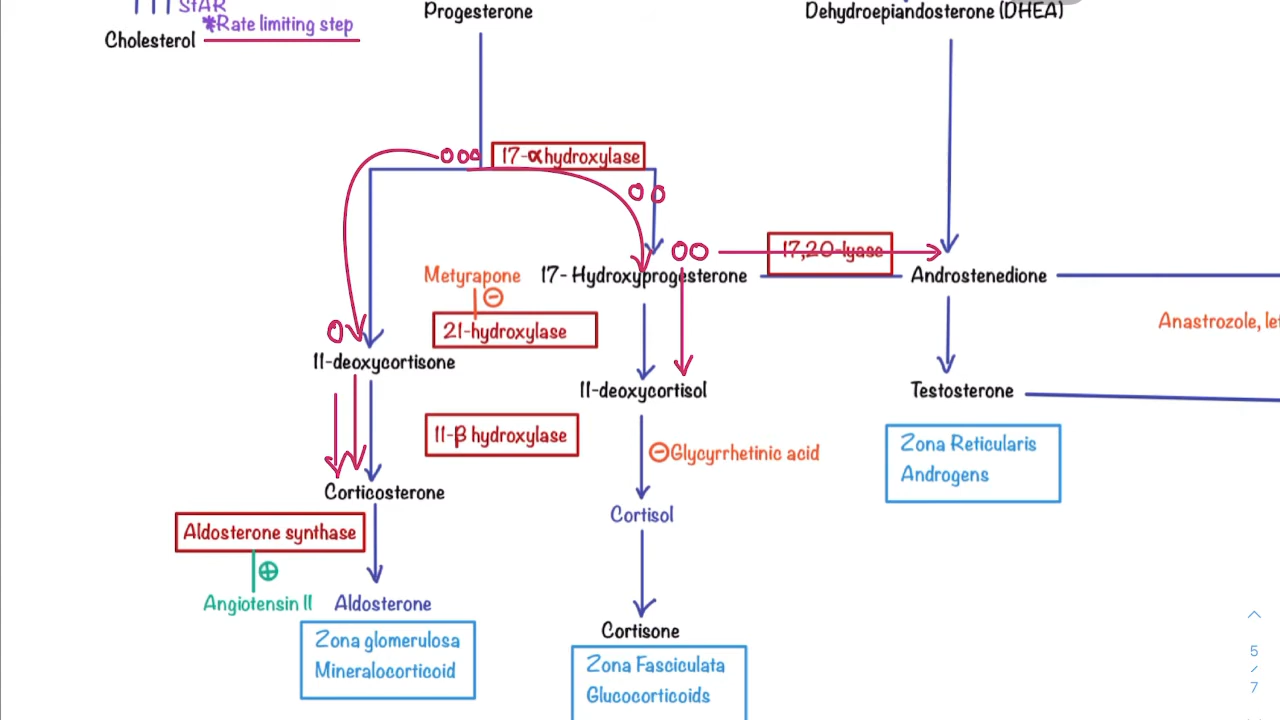 StAR
*Rate limiting step
Cholesterol
Progesterone
Dehydroepiandosterone (DHEA)
17-αhydroxylase
17,20-lyase
Metyrapone
17- Hydroxyprogesterone
Androstenedione
21-hydroxylase
Anastrozole, let
11-deoxycortisone
11-deoxycortisol
Testosterone
11-β hydroxylase
Glycyrrhetinic acid
Zona Reticularis
Androgens
Corticosterone
Cortisol
Aldosterone synthase
Angiotensin II
Aldosterone
Cortisone
Zona glomerulosa
Mineralocorticoid
Zona Fasciculata
Glucocorticoids
5
/
7